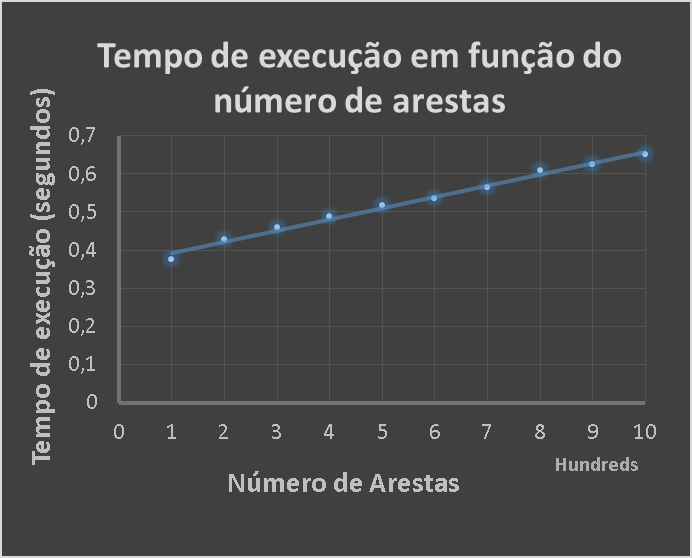 Tempo de execução em função do
número de arestas
Tempo de execução (segundos)
0,7
0,6
0,5
0,4
0,3
0,2
0,1
0
0 1 2 3 4 5 6 7 8 9 10
Hundreds
Número de Arestas